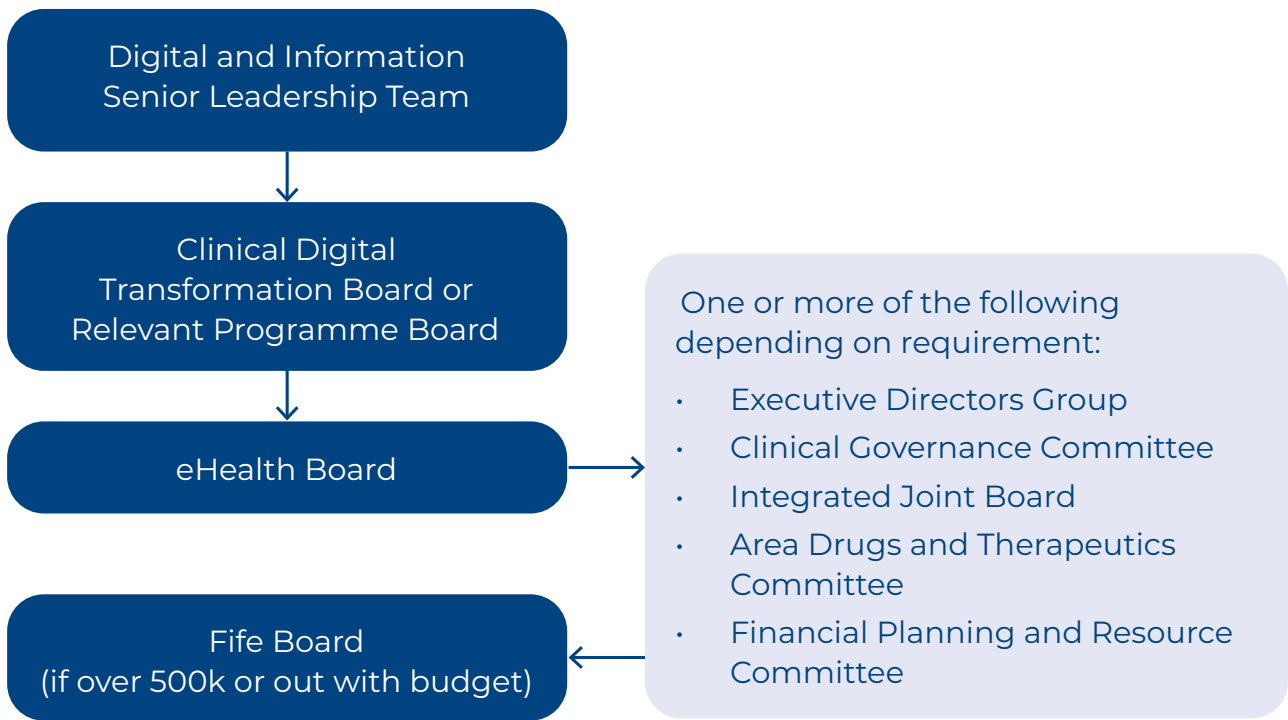 Digital and Information
Senior Leadership Team
Clinical Digital
Transformation Board or
Relevant Programme Board
eHealth Board
One or more of the following
depending on requirement:
• Executive Directors Group
• Clinical Governance Committee
• Integrated Joint Board
• Area Drugs and Therapeutics
Committee
• Financial Planning and Resource
Committee
Fife Board
(if over 500k or out with budget)